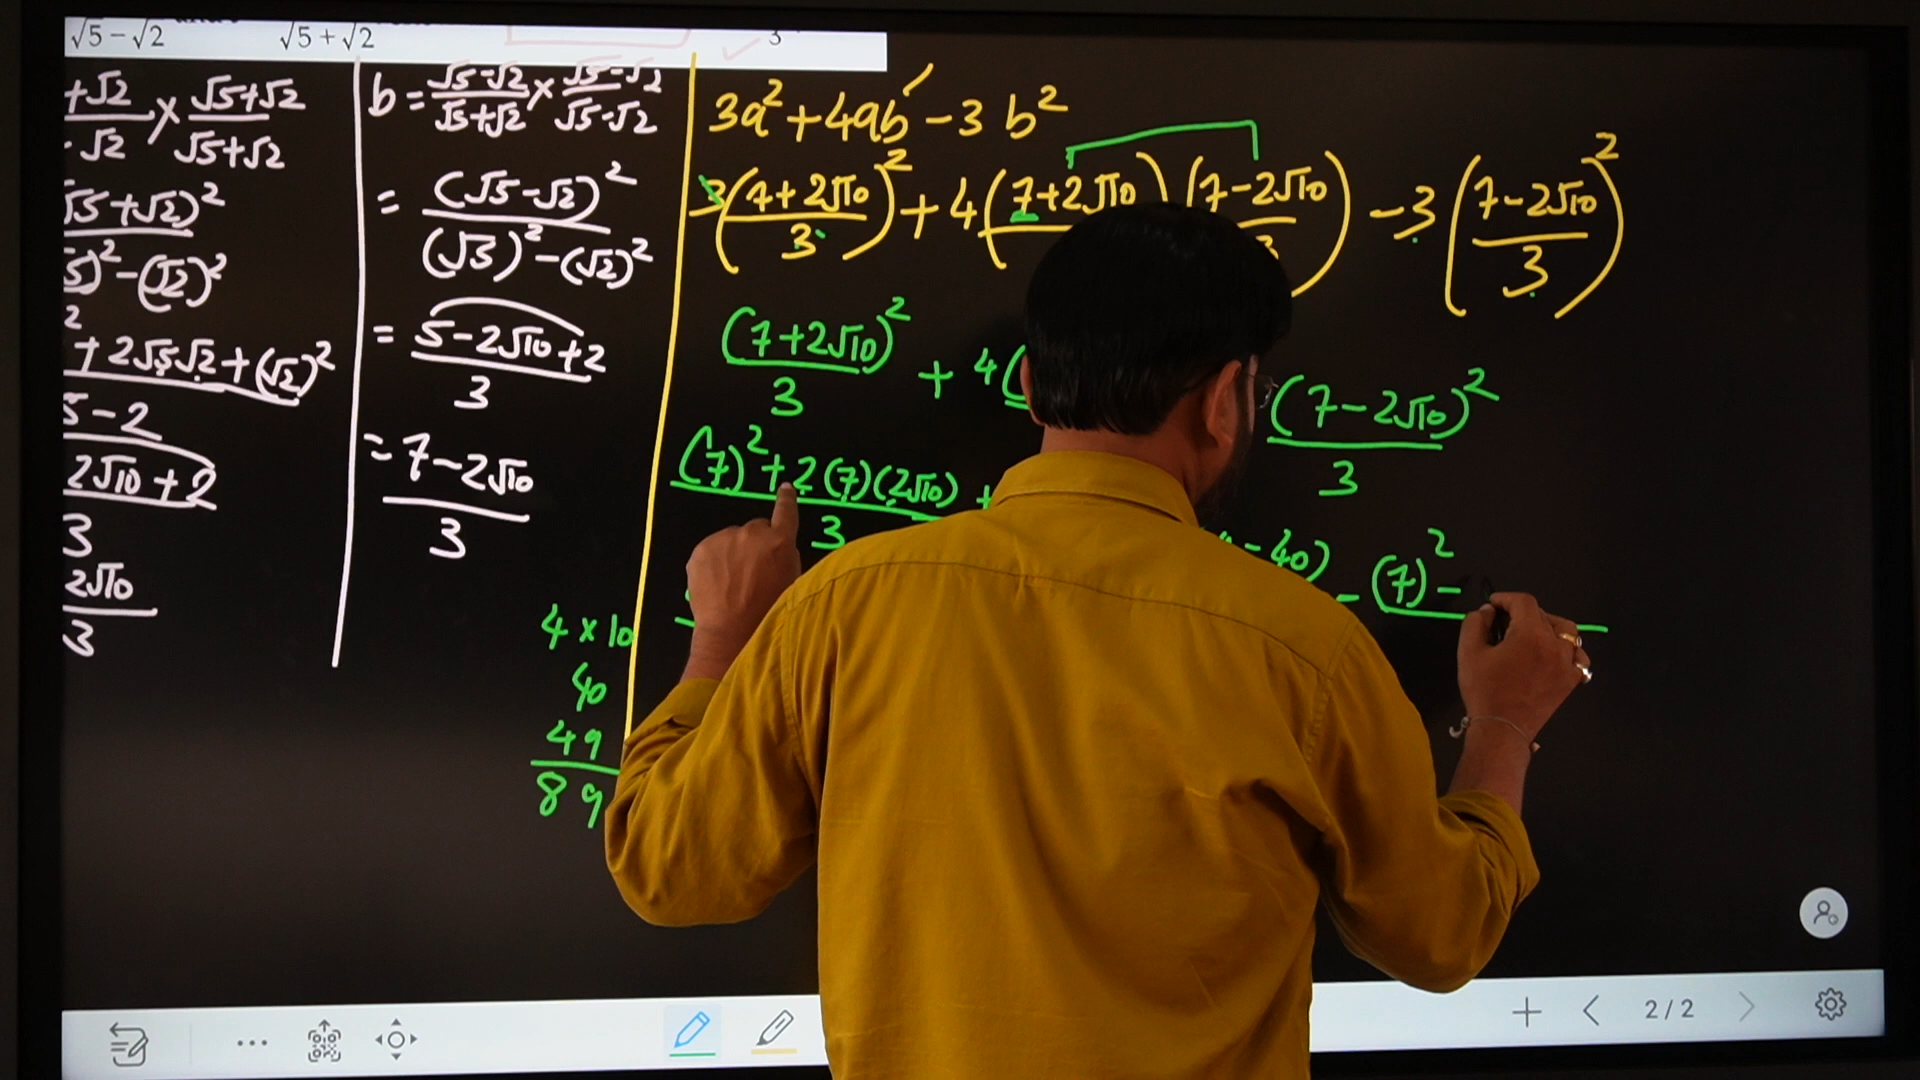 √5 − √2   √5 + √2   3
+√2/-√2 × √5+√2/√5+√2
(√5+√2)²
5)² − (√2)²
² + 2√5√2 + (√2)²
5 − 2
2√10 + 2
3
2√10
3
b = √5−√2/√5+√2 × √5−√2/√5−√2
= (√5−√2)²
(√3)² − (√2)²
= 5 − 2√10 + 2
3
= 7 − 2√10
3
3a² + 4ab − 3 b²
3(7+2√10/3)² + 4(7+2√10) (7−2√10/3) − 3 (7−2√10/3)²
(7+2√10)²/3 + 4( (7−2√10)²/3
(7)² + 2(7)(2√10) +
3
− 40) − (7)² −
4 × 10
40
49
89
2/2